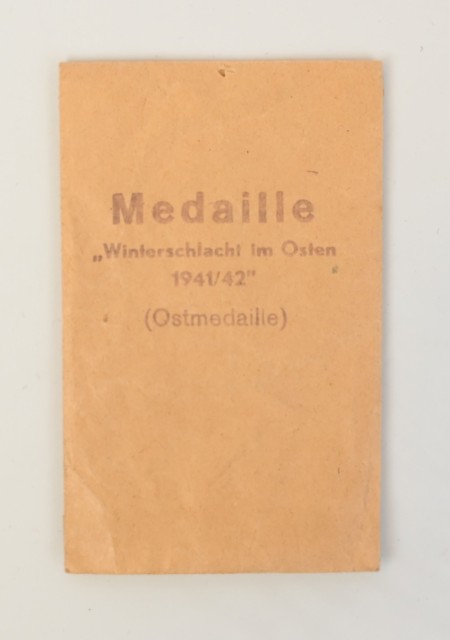 Medaille
„Winterschlacht im Osten
1941/42"
(Ostmedaille)